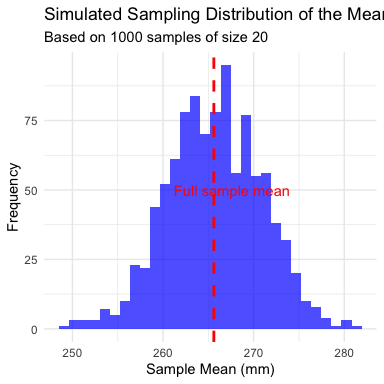 Simulated Sampling Distribution of the Mear
Based on 1000 samples of size 20
75
50
25
0
Frequency
Full sample mean
250 260 270 280
Sample Mean (mm)